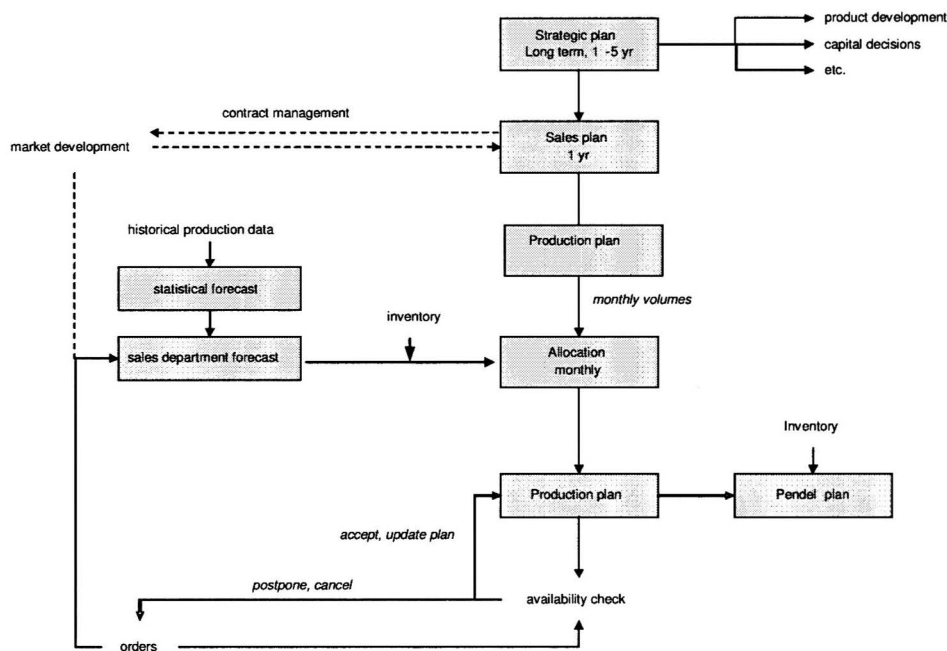 Strategic plan
Long term, 1 -5 yr
product development
capital decisions
etc.
contract management
market development
Sales plan
1 yr
historical production data
Production plan
statistical forecast
monthly volumes
inventory
sales department forecast
Allocation
monthly
Inventory
Production plan
Pendel plan
accept, update plan
postpone, cancel
availability check
orders